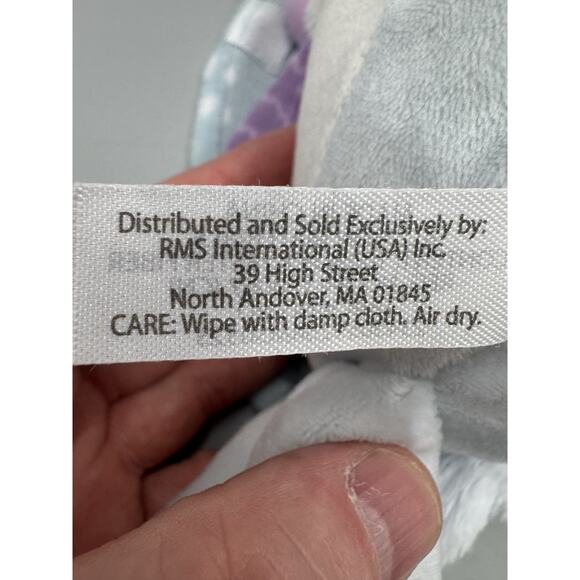 Distributed and Sold Exclusively by:
RMS International (USA) Inc.
39 High Street
North Andover, MA 01845
CARE: Wipe with damp cloth. Air dry.